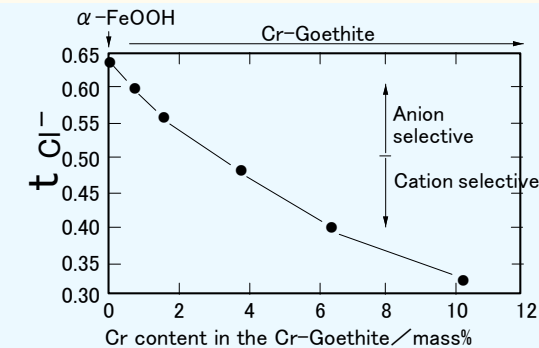 α-FeOOH
Cr-Goethite
0.65
0.60
0.55
0.50
0.45
0.40
0.35
0.30
t Cl-
Anion
selective
Cation selective
0 2 4 6 8 10 12
Cr content in the Cr-Goethite／mass%